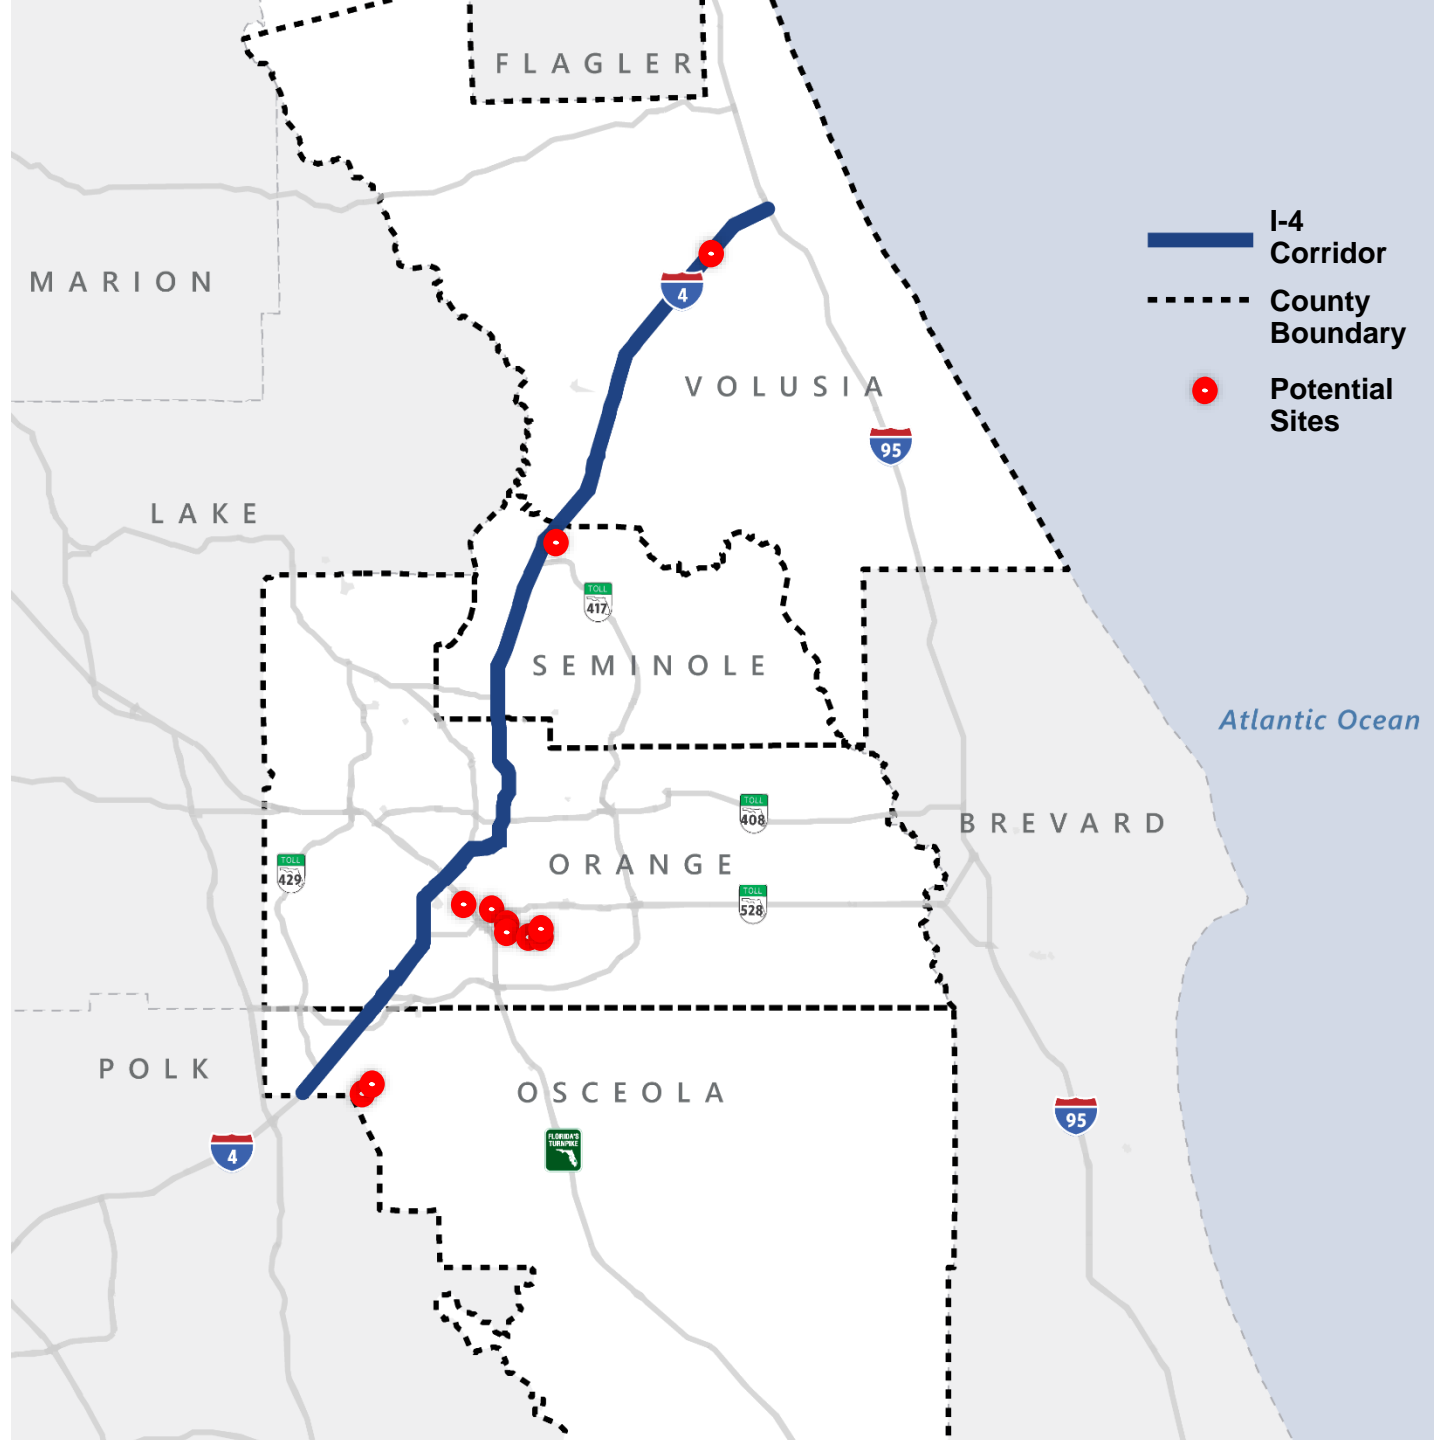 FLAGLER
I-4
Corridor
MARION
4
County
Boundary
VOLUSIA
Potential
Sites
95
LAKE
TOLL
417
SEMINOLE
Atlantic Ocean
TOLL
408
BREVARD
ORANGE
TOLL
429
TOLL
528
POLK
OSCEOLA
95
FLORIDA'S
TURNPIKE
4